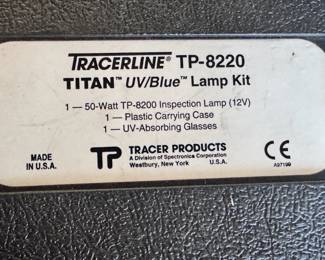 TRACERLINE® TP-8220
TITAN™ UV/Blue™ Lamp Kit
1 — 50-Watt TP-8200 Inspection Lamp (12V)
1 — Plastic Carrying Case
1 — UV-Absorbing Glasses
MADE IN U.S.A.
TP TRACER PRODUCTS
A Division of Spectronics Corporation
Westbury, New York U.S.A.
CE
A97199